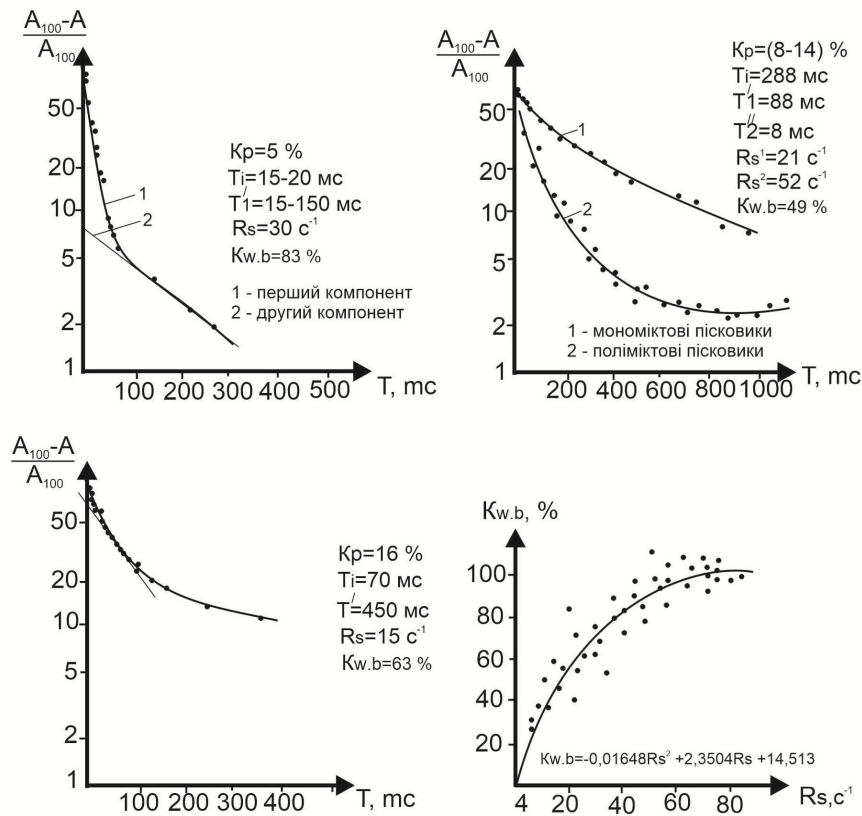 A₁₀₀-A
A₁₀₀
50
20
10
5
2
1
100 200 300 400 500
T, mc
1
2
Kp=5 %
Ti=15-20 мс
T1/=15-150 мс
Rs=30 c⁻¹
Kw.b=83 %
1 - перший компонент
2 - другий компонент
A₁₀₀-A
A₁₀₀
50
20
10
5
2
1
200 400 600 800 1000
T, mc
1
2
Kp=(8-14) %
Ti=288 мс
T1/=88 мс
T2//=8 мс
Rs¹=21 c⁻¹
Rs²=52 c⁻¹
Kw.b=49 %
1 - мономіктові пісковики
2 - поліміктові пісковики
A₁₀₀-A
A₁₀₀
50
20
10
5
2
1
100 200 300 400
T, mc
Kp=16 %
Ti=70 мс
T/=450 мс
Rs=15 c⁻¹
Kw.b=63 %
Kw.b, %
100
80
60
40
20
4 20 40 60 80
Rs,c⁻¹
Kw.b=-0,01648Rs² +2,3504Rs +14,513